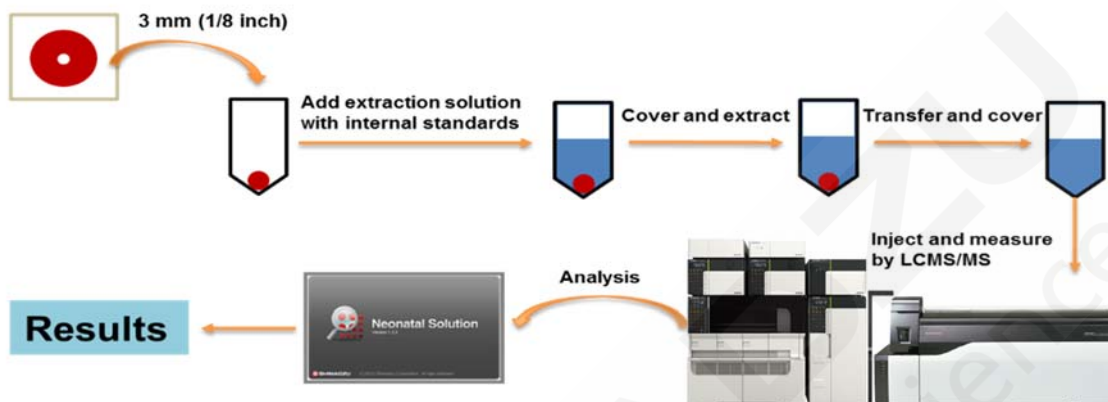 3 mm (1/8 inch)
Add extraction solution
with internal standards
Cover and extract
Transfer and cover
Inject and measure
by LCMS/MS
Analysis
Neonatal Solution
Results
SHIMADZU